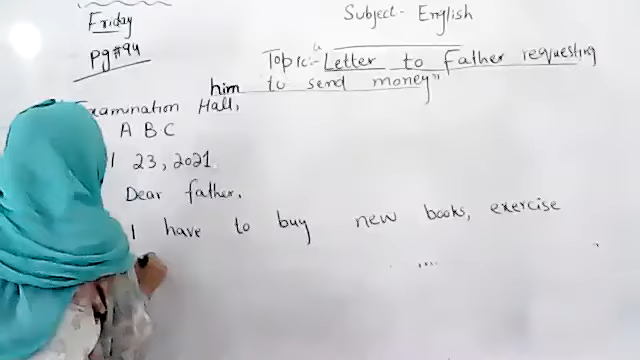 Friday
Subject- English
Pg#94
Topic:- "Letter to Father requesting
him to send money"
Examination Hall,
A B C
23, 2021.
Dear father,
I have to buy new books, exercise